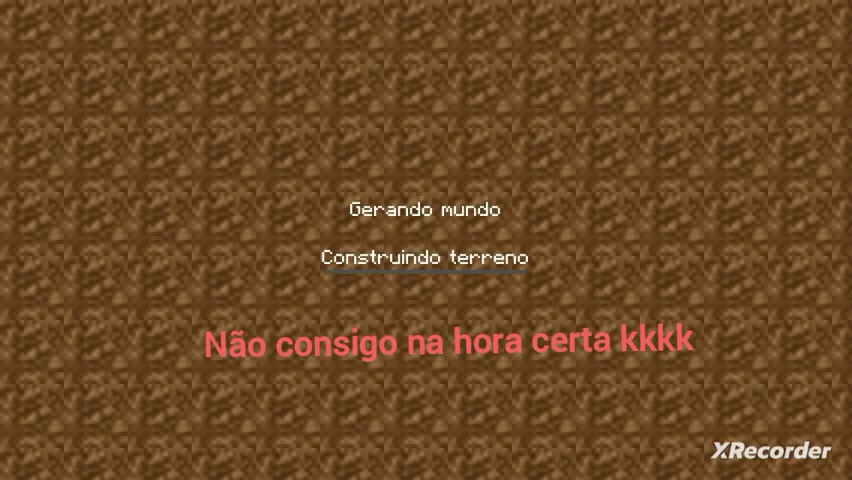 Gerando mundo
Construindo terreno
Não consigo na hora certa kkkk
XRecorder